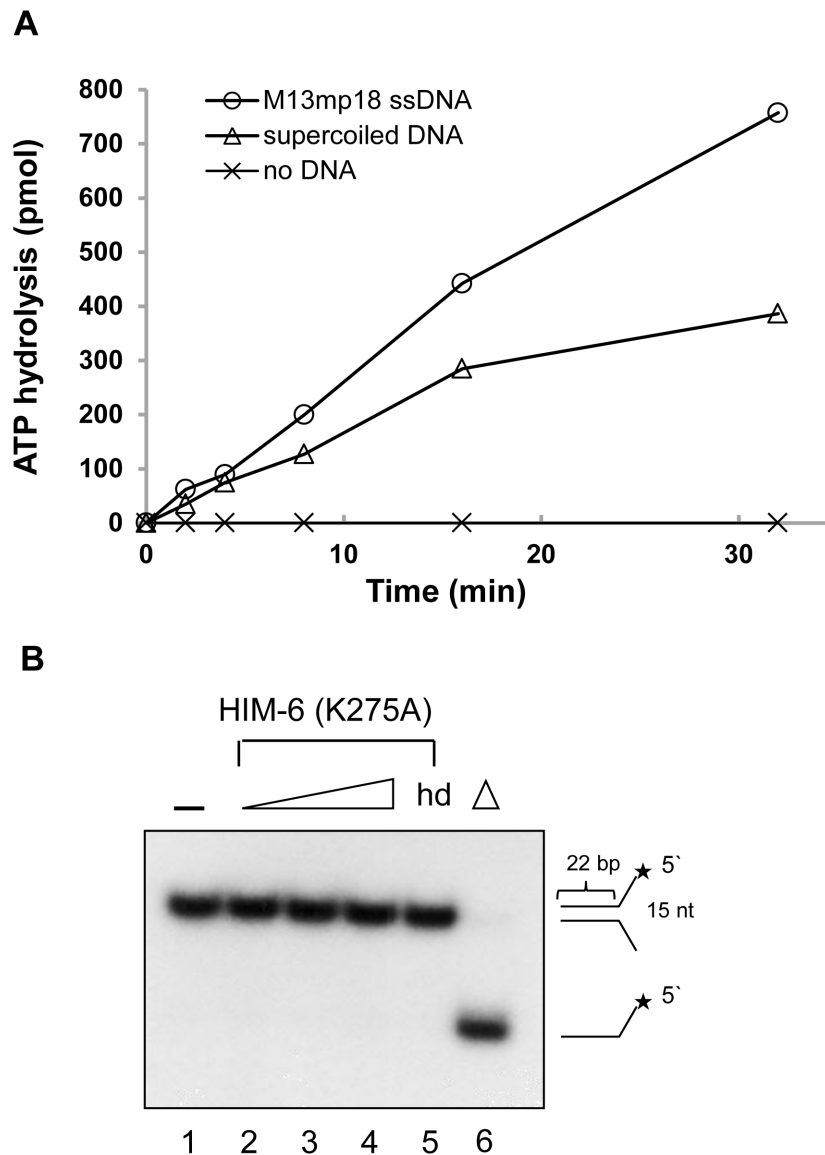 A
800
700
600
500
400
300
200
100
0
ATP hydrolysis (pmol)
M13mp18 ssDNA
supercoiled DNA
no DNA
0 10 20 30
Time (min)
B
HIM-6 (K275A)
– hd △
22 bp
5`
15 nt
5`
1 2 3 4 5 6